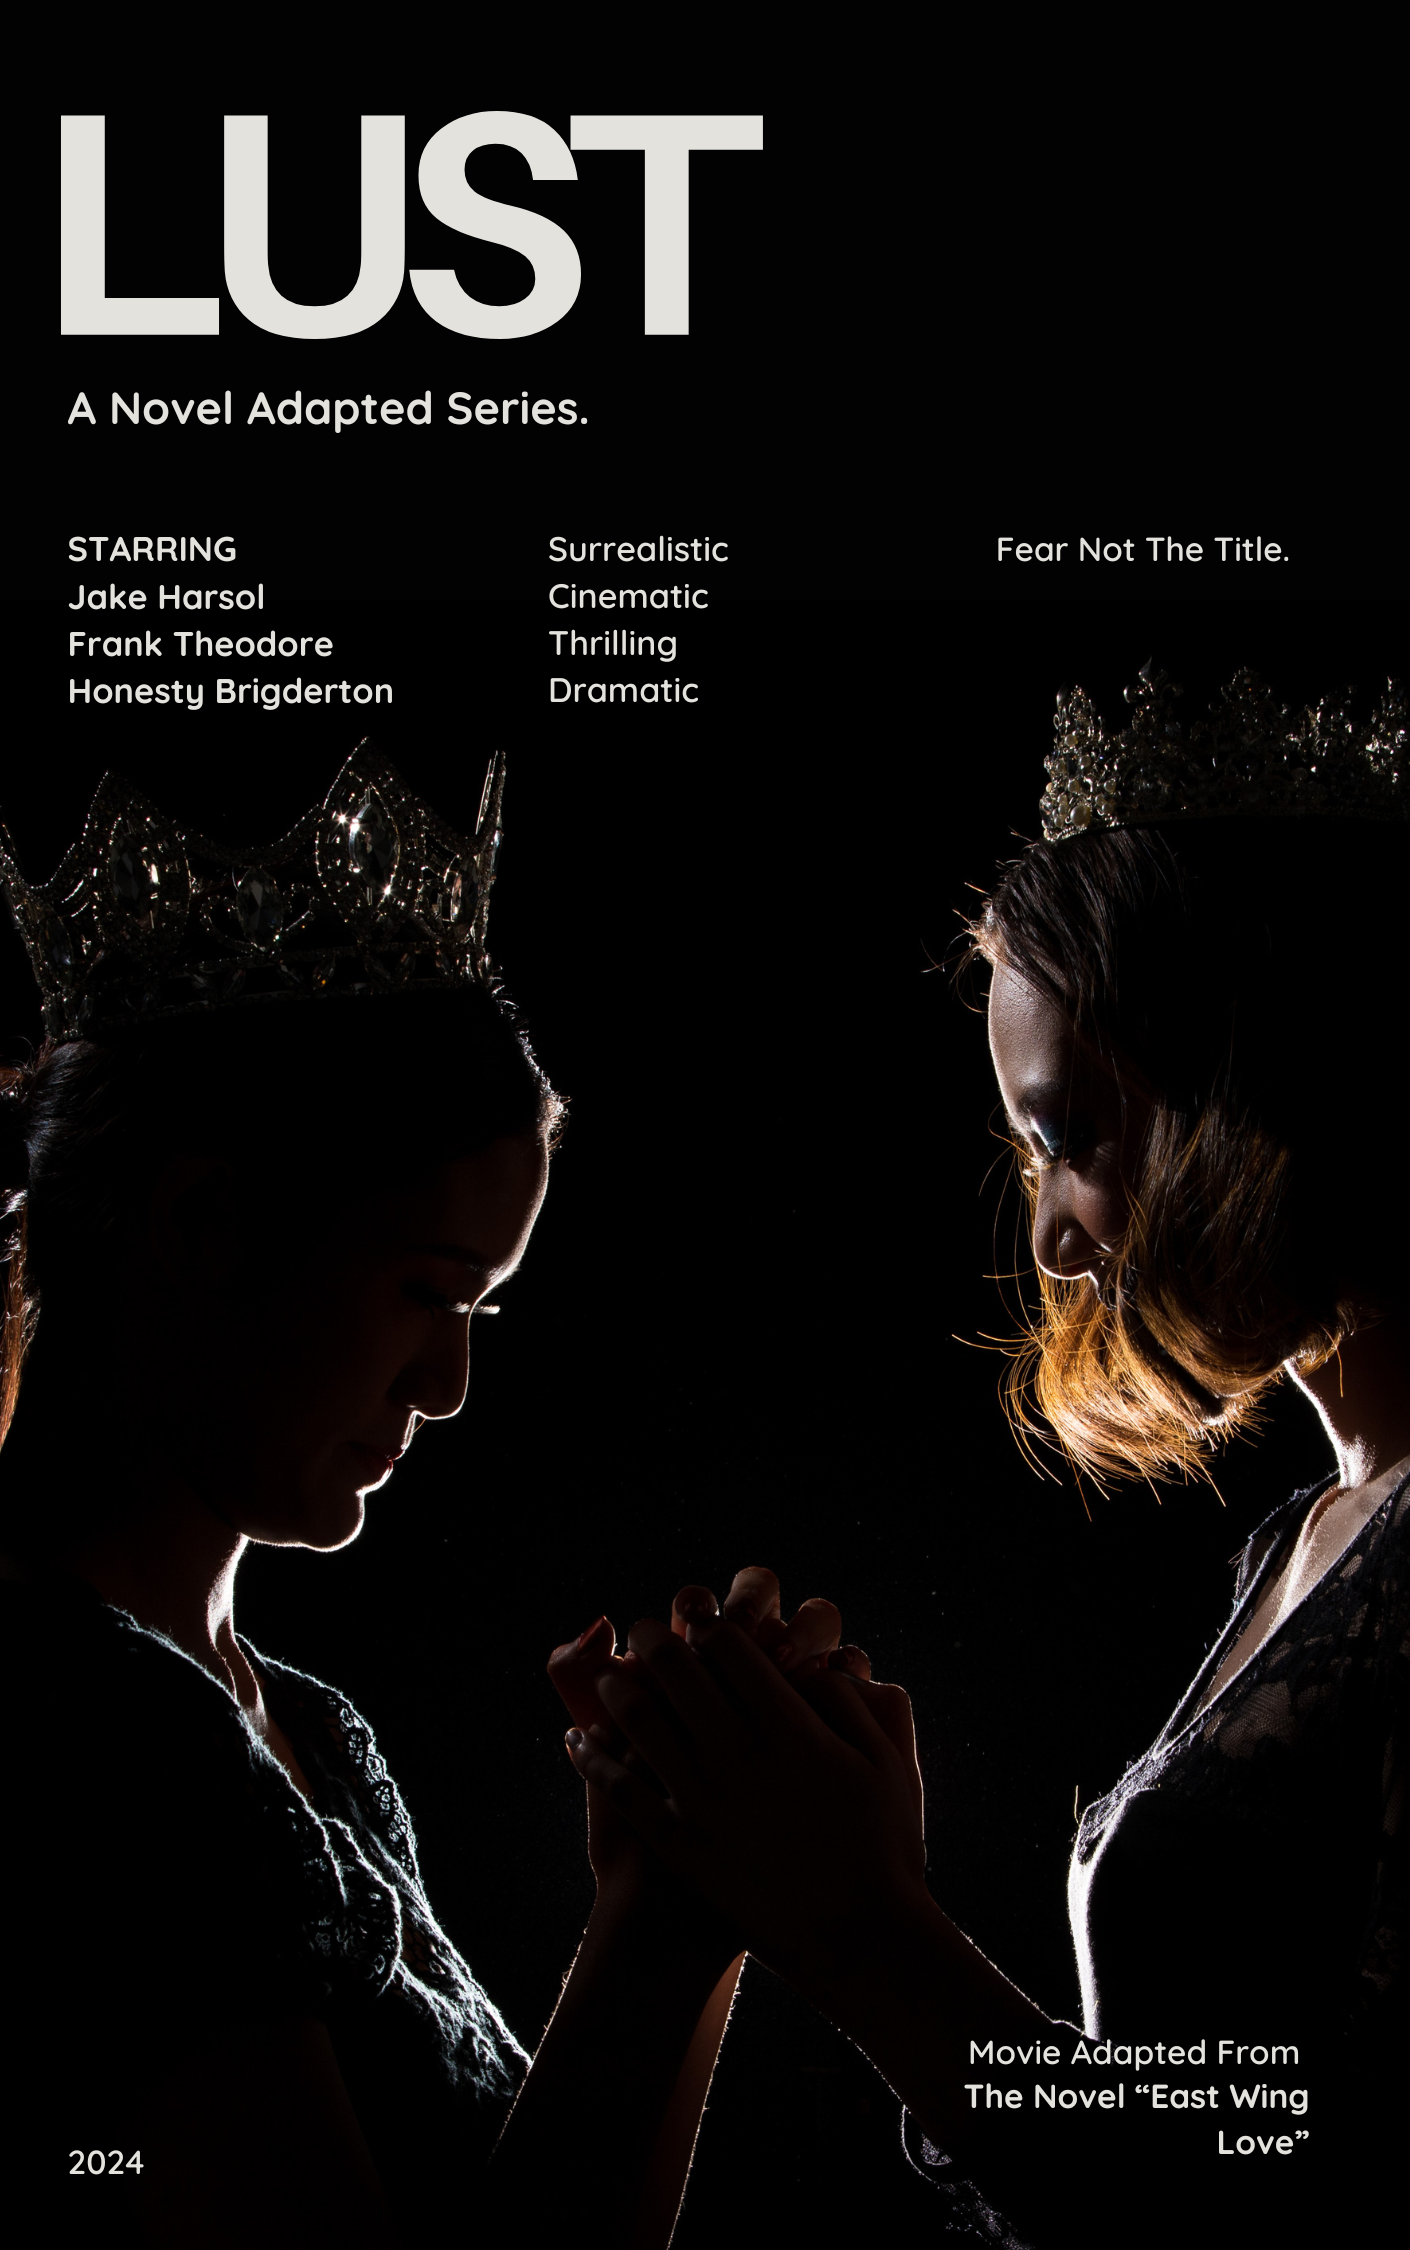 LUST
A Novel Adapted Series.
STARRING
Jake Harsol
Frank Theodore
Honesty Brigderton
Surrealistic
Cinematic
Thrilling
Dramatic
Fear Not The Title.
Movie Adapted From
The Novel “East Wing
Love”
2024